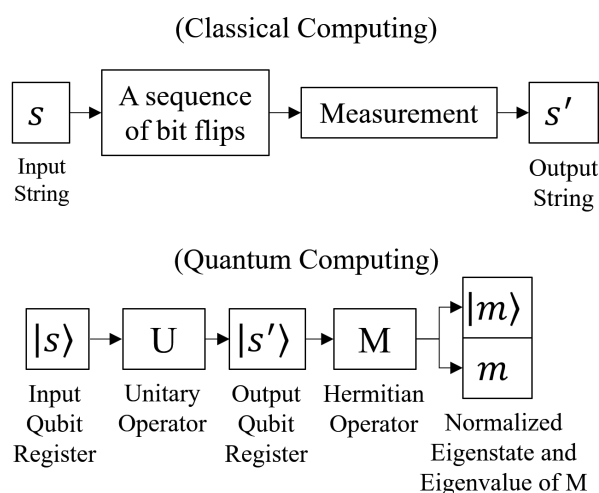 (Classical Computing)
s
A sequence
of bit flips
Measurement
s′
Input
String
Output
String
(Quantum Computing)
|s⟩
U
|s′⟩
M
|m⟩
m
Input
Qubit
Register
Unitary
Operator
Output
Qubit
Register
Hermitian
Operator
Normalized
Eigenstate and
Eigenvalue of M